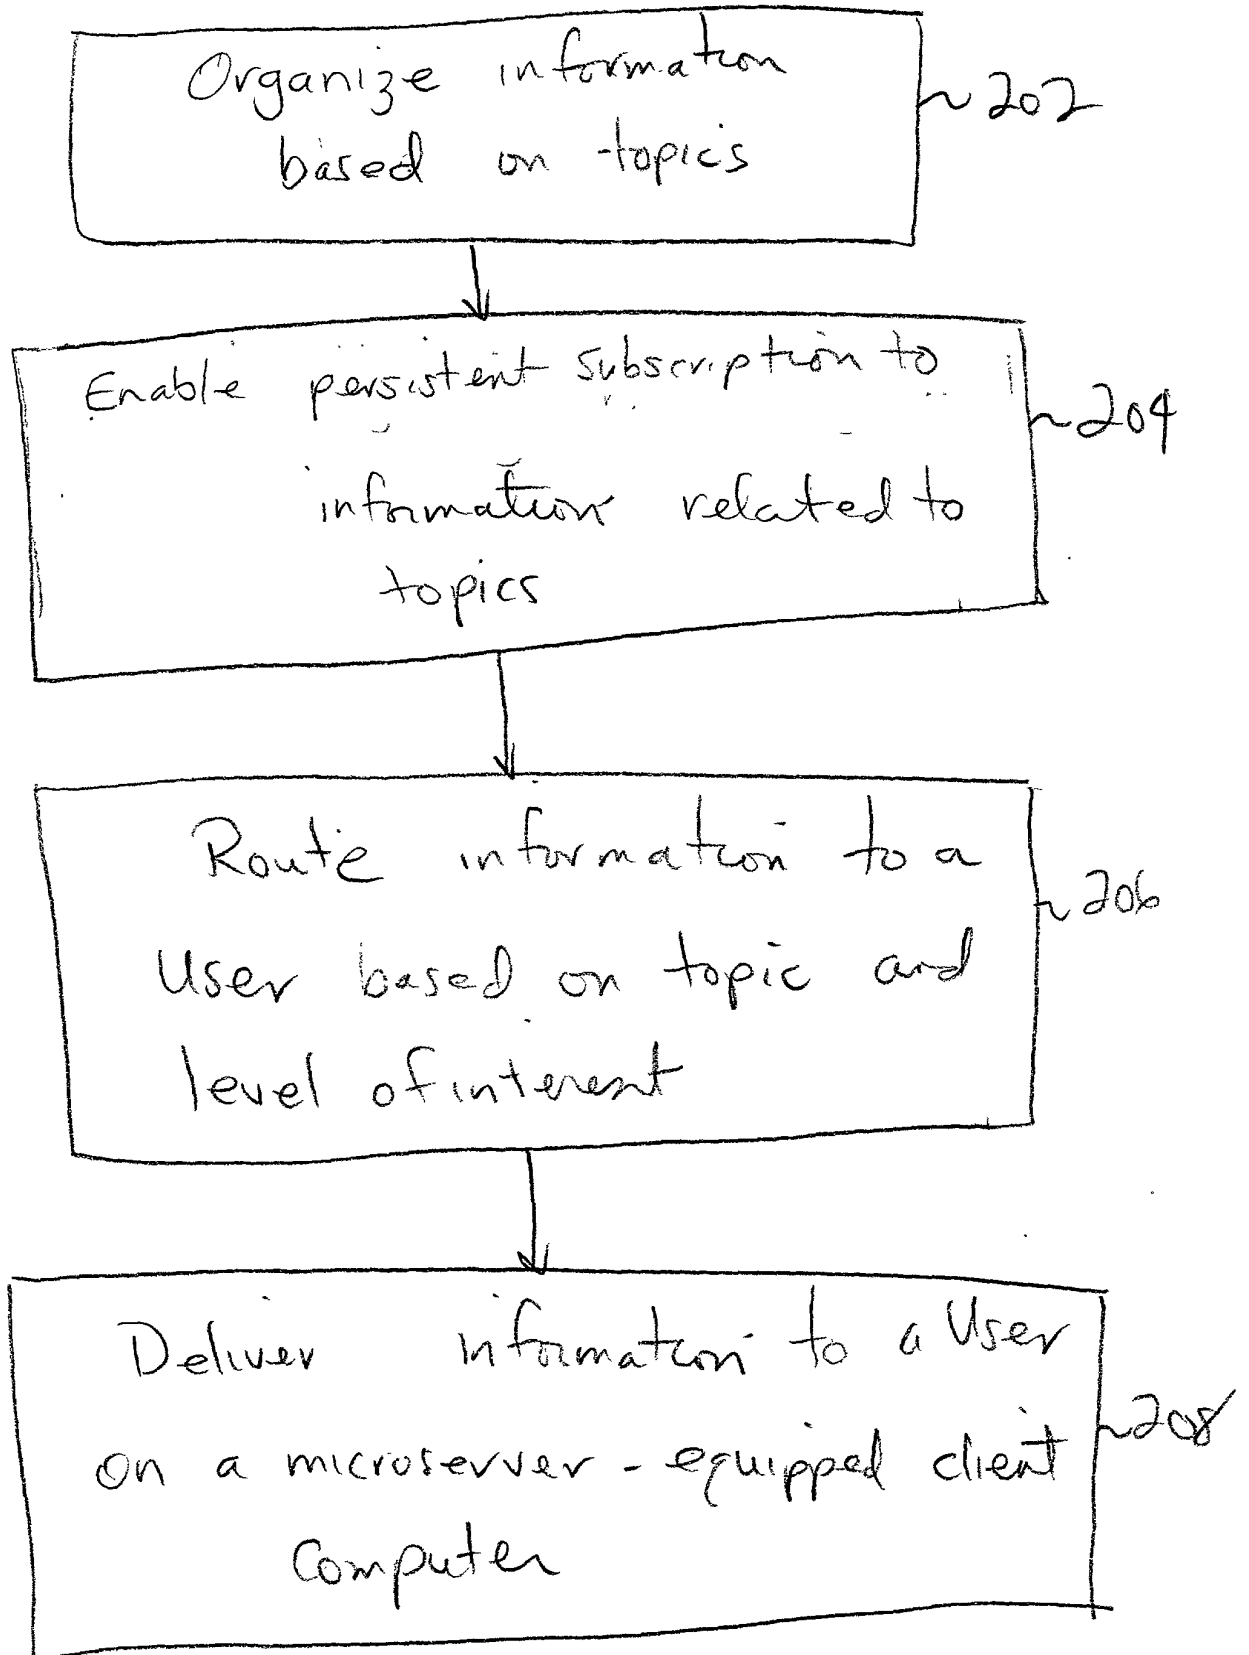 Organize information
based on topics
~202
Enable persistent subscription to
information related to
topics
~204
Route information to a
User based on topic and
level of interest
~206
Deliver information to a User
on a microserver-equipped client
Computer
~208